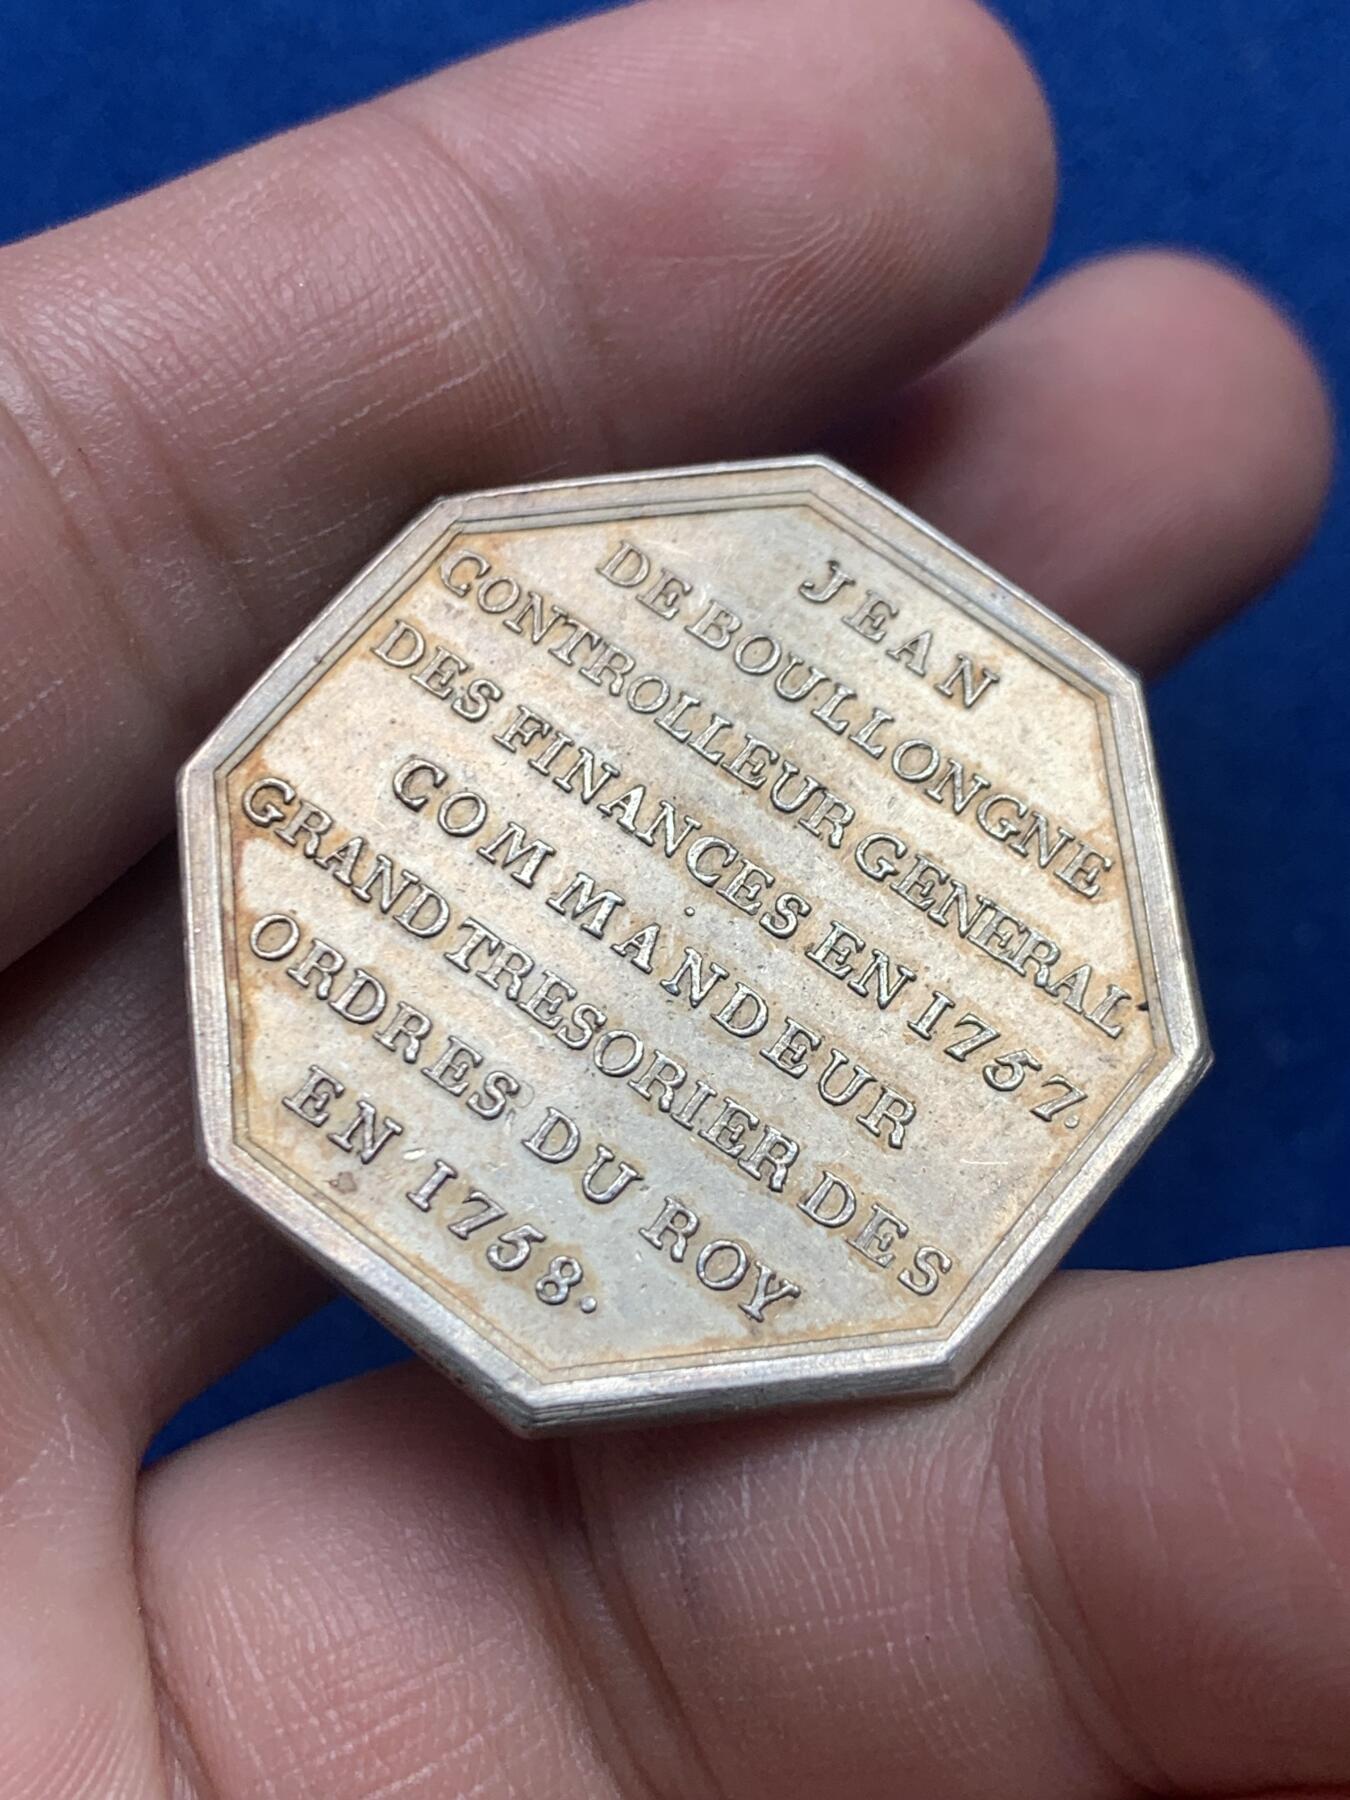 JEAN
DE BOULLONGNE
CONTROLLEUR GENERAL
DES FINANCES EN 1757.
COMMANDEUR
GRAND TRESORIER DES
ORDRES DU ROY
EN 1758.